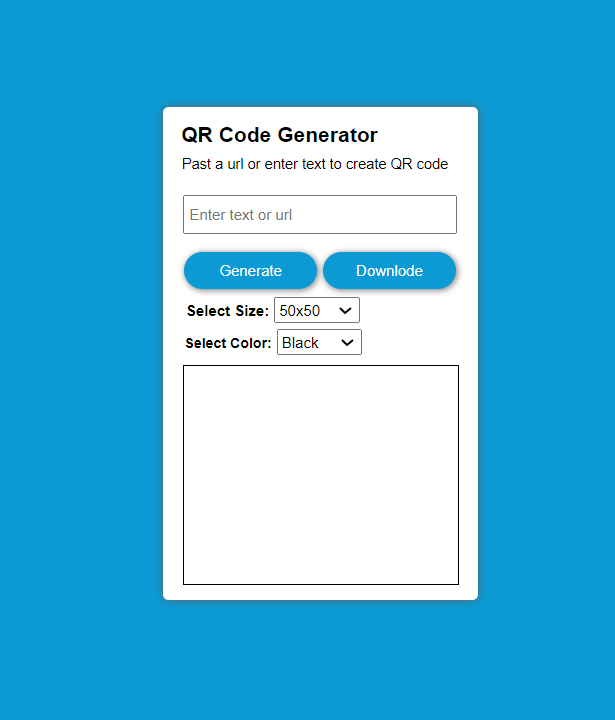 QR Code Generator
Past a url or enter text to create QR code
Enter text or url
Generate Downlode
Select Size: 50x50
Select Color: Black